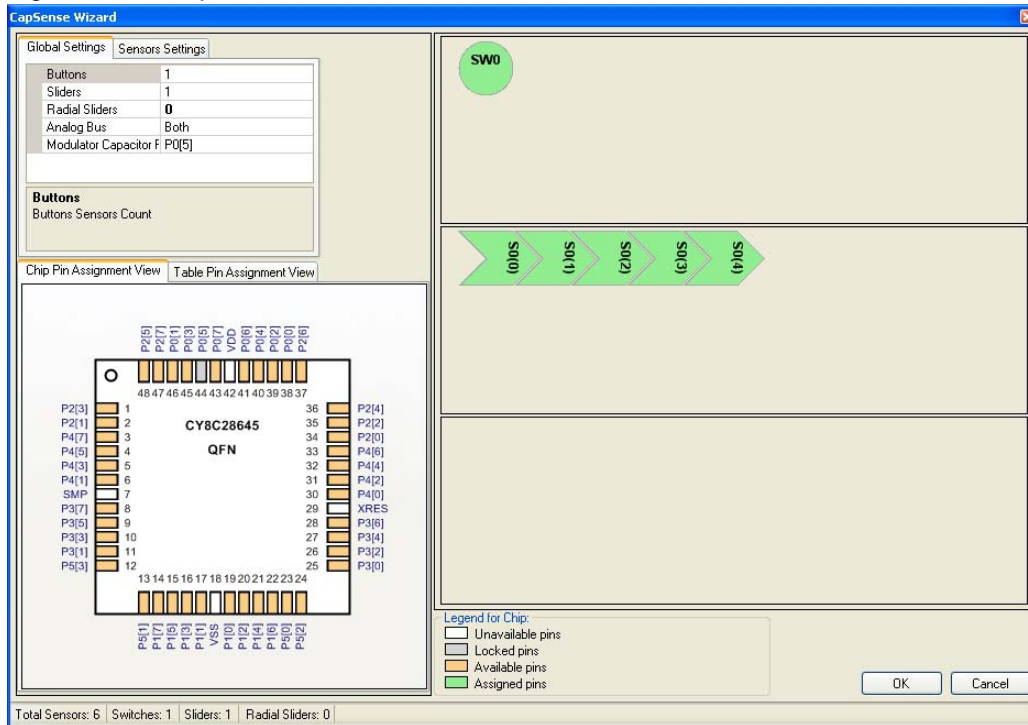 CapSense Wizard
Global Settings
Sensors Settings
Buttons 1
Sliders 1
Radial Sliders 0
Analog Bus Both
Modulator Capacitor F P0[5]
Buttons
Buttons Sensors Count
Chip Pin Assignment View
Table Pin Assignment View
P2[5] P2[7] P0[1] P0[3] P0[5] P0[7] VDD P0[6] P0[4] P0[2] P0[0] P2[6]
48 47 46 45 44 43 42 41 40 39 38 37
P2[3] 1 36 P2[4]
P2[1] 2 CY8C28645 35 P2[2]
P4[7] 3 34 P2[0]
P4[5] 4 QFN 33 P4[6]
P4[3] 5 32 P4[4]
P4[1] 6 31 P4[2]
SMP 7 30 P4[0]
P3[7] 8 29 XRES
P3[5] 9 28 P3[6]
P3[3] 10 27 P3[4]
P3[1] 11 26 P3[2]
P5[3] 12 25 P3[0]
13 14 15 16 17 18 19 20 21 22 23 24
P5[1] P1[7] P1[5] P1[3] P1[1] VSS P1[0] P1[2] P1[4] P1[6] P5[0] P5[2]
SW0
S0(0) S0(1) S0(2) S0(3) S0(4)
Legend for Chip:
Unavailable pins
Locked pins
Available pins
Assigned pins
OK
Cancel
Total Sensors: 6 Switches: 1 Sliders: 1 Radial Sliders: 0